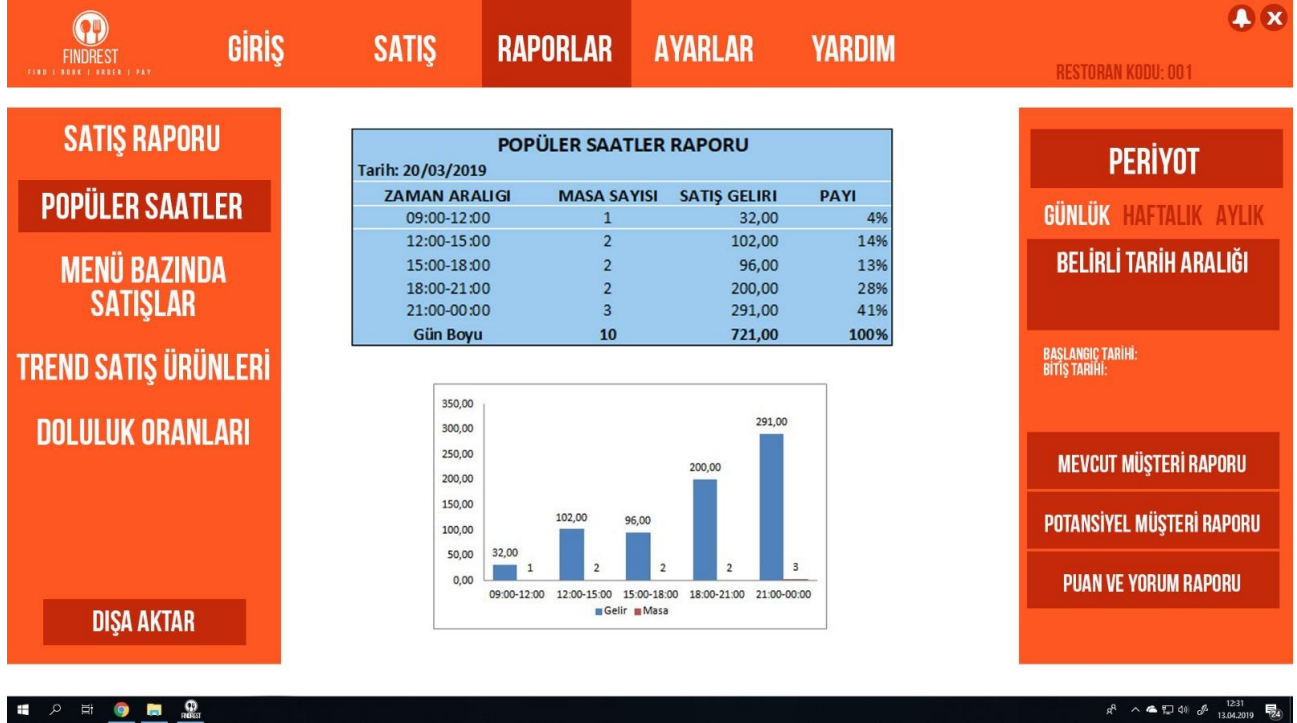 FINDREST
FIND | BOOK | ORDER | PAY
GİRİŞ
SATIŞ
RAPORLAR
AYARLAR
YARDIM
X
RESTORAN KODU: 001
SATIŞ RAPORU
POPÜLER SAATLER
MENÜ BAZINDA
SATIŞLAR
TREND SATIŞ ÜRÜNLERİ
DOLULUK ORANLARI
DIŞA AKTAR
POPÜLER SAATLER RAPORU
Tarih: 20/03/2019
ZAMAN ARALIGI MASA SAYISI SATIŞ GELIRI PAYI
09:00-12:00 1 32,00 4%
12:00-15:00 2 102,00 14%
15:00-18:00 2 96,00 13%
18:00-21:00 2 200,00 28%
21:00-00:00 3 291,00 41%
Gün Boyu 10 721,00 100%
350,00
300,00
250,00
200,00
150,00
100,00
50,00
0,00
32,00 1
102,00 2
96,00 2
200,00 2
291,00 3
09:00-12:00 12:00-15:00 15:00-18:00 18:00-21:00 21:00-00:00
Gelir Masa
PERİYOT
GÜNLÜK HAFTALIK AYLIK
BELİRLİ TARİH ARALIĞI
BAŞLANGIÇ TARİHİ:
BİTİŞ TARİHİ:
MEVCUT MÜŞTERİ RAPORU
POTANSİYEL MÜŞTERİ RAPORU
PUAN VE YORUM RAPORU
FINDREST
12:31
13.04.2019
24